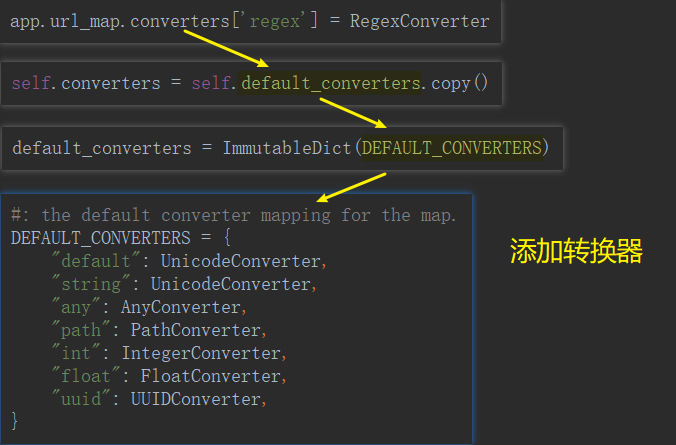 app.url_map.converters['regex'] = RegexConverter
self.converters = self.default_converters.copy()
default_converters = ImmutableDict(DEFAULT_CONVERTERS)
#: the default converter mapping for the map.
DEFAULT_CONVERTERS = {
    "default": UnicodeConverter,
    "string": UnicodeConverter,
    "any": AnyConverter,
    "path": PathConverter,
    "int": IntegerConverter,
    "float": FloatConverter,
    "uuid": UUIDConverter,
}
添加转换器